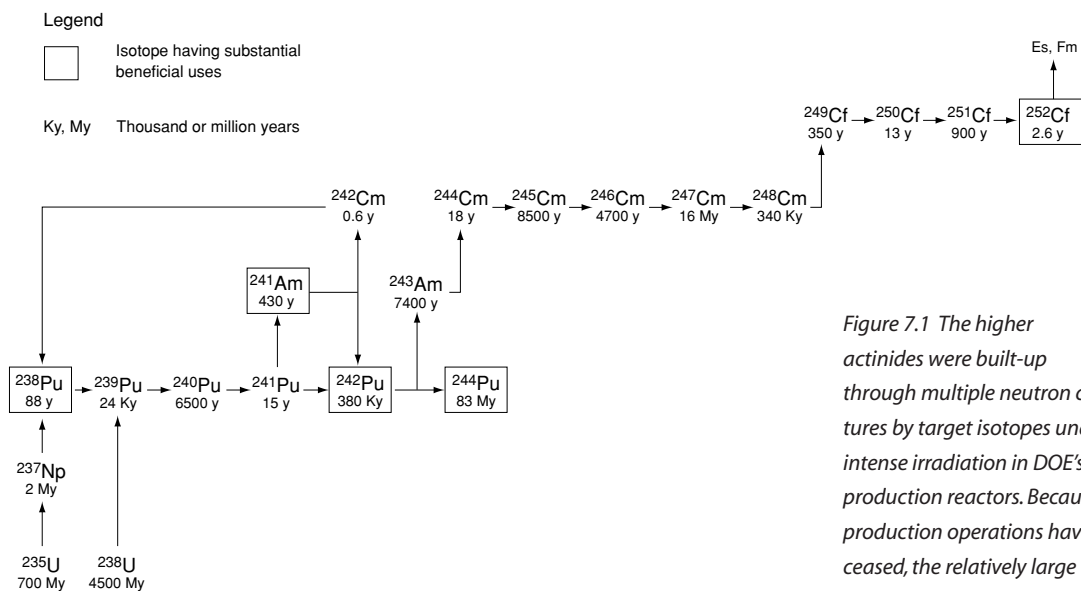 Legend
Isotope having substantial
beneficial uses
Ky, My Thousand or million years
Es, Fm
²⁴⁹Cf ²⁵⁰Cf ²⁵¹Cf ²⁵²Cf
350 y 13 y 900 y 2.6 y
²⁴²Cm ²⁴⁴Cm ²⁴⁵Cm ²⁴⁶Cm ²⁴⁷Cm ²⁴⁸Cm
0.6 y 18 y 8500 y 4700 y 16 My 340 Ky
²⁴¹Am ²⁴³Am
430 y 7400 y
²³⁸Pu ²³⁹Pu ²⁴⁰Pu ²⁴¹Pu ²⁴²Pu ²⁴⁴Pu
88 y 24 Ky 6500 y 15 y 380 Ky 83 My
²³⁷Np
2 My
²³⁵U ²³⁸U
700 My 4500 My
Figure 7.1 The higher
actinides were built-up
through multiple neutron
tures by target isotopes
intense irradiation in DOE's
production reactors.
production operations
ceased, the relatively large